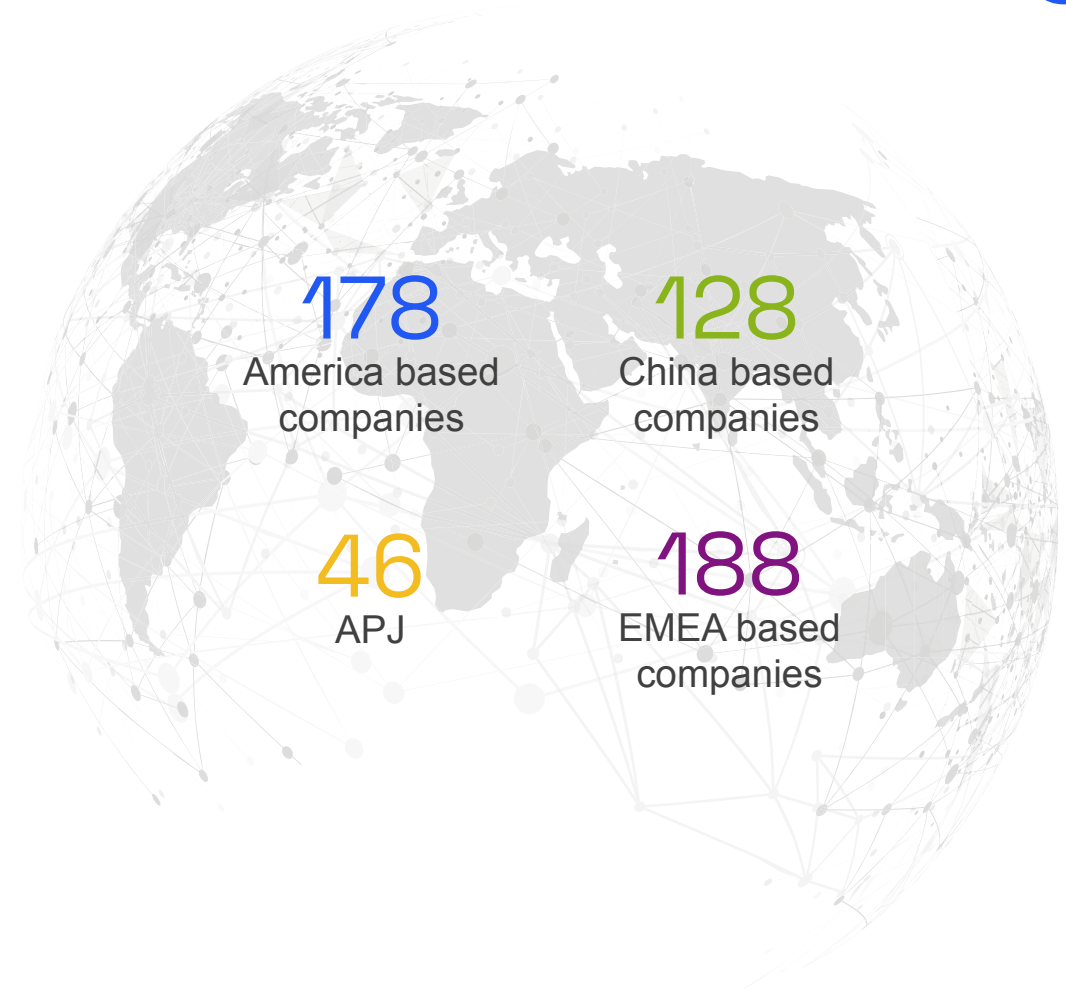 178
America based
companies
128
China based
companies
46
APJ
188
EMEA based
companies